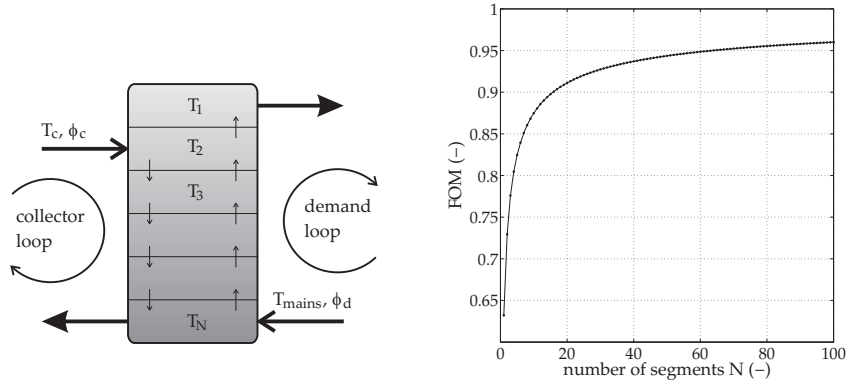 T1
Tc, ϕc
T2
T3
collector
loop
demand
loop
Tmains, ϕd
TN
1
0.95
0.9
0.85
0.8
0.75
0.7
0.65
FOM (−)
0
20
40
60
80
100
number of segments N (−)